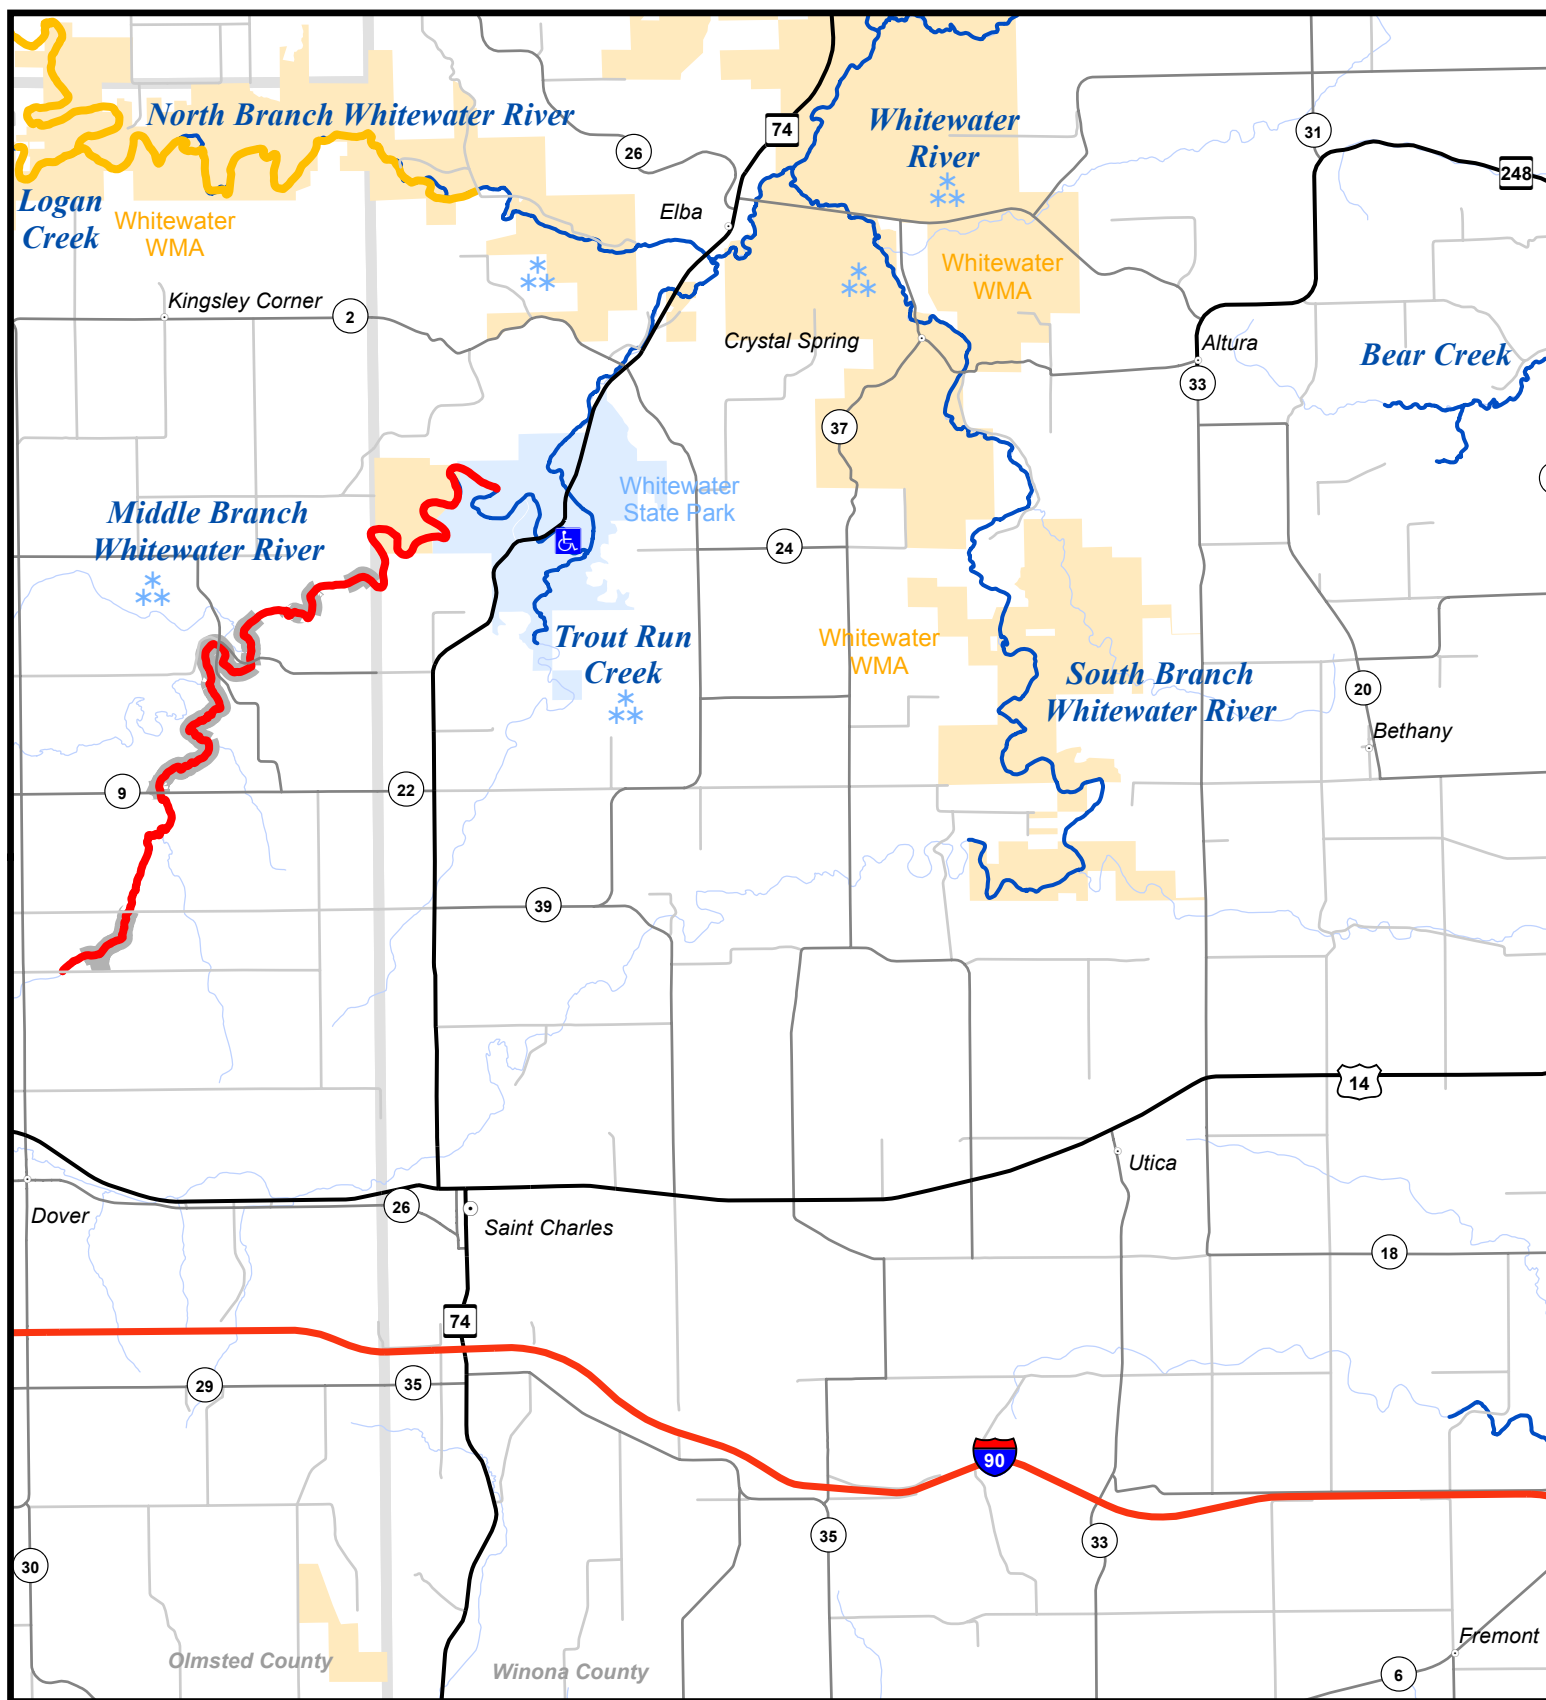 North Branch Whitewater River
74
Whitewater
River
31
26
248
Logan
Creek
Whitewater
WMA
Elba
Whitewater
WMA
Kingsley Corner
2
Crystal Spring
Altura
Bear Creek
33
37
Whitewater
State Park
Middle Branch
Whitewater River
24
Trout Run
Creek
Whitewater
WMA
South Branch
Whitewater River
20
Bethany
9
22
39
14
Utica
26
Dover
Saint Charles
18
74
29
35
90
35
33
30
Olmsted County
Winona County
Fremont
6